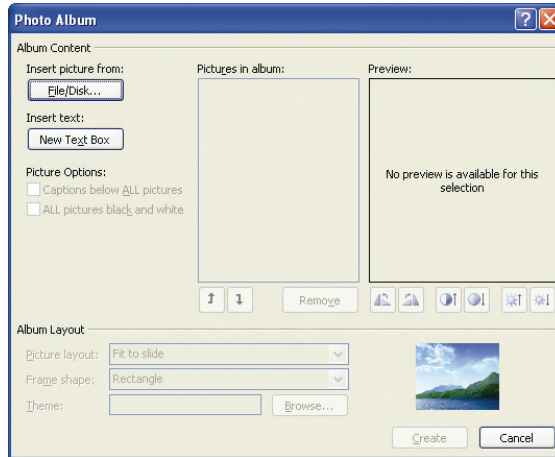 Photo Album
Album Content
Insert picture from:
File/Disk...
Insert text:
New Text Box
Picture Options:
Captions below ALL pictures
ALL pictures black and white
Pictures in album:
Remove
Preview:
No preview is available for this
selection
Album Layout
Picture layout: Fit to slide
Frame shape: Rectangle
Theme: Browse...
Create Cancel